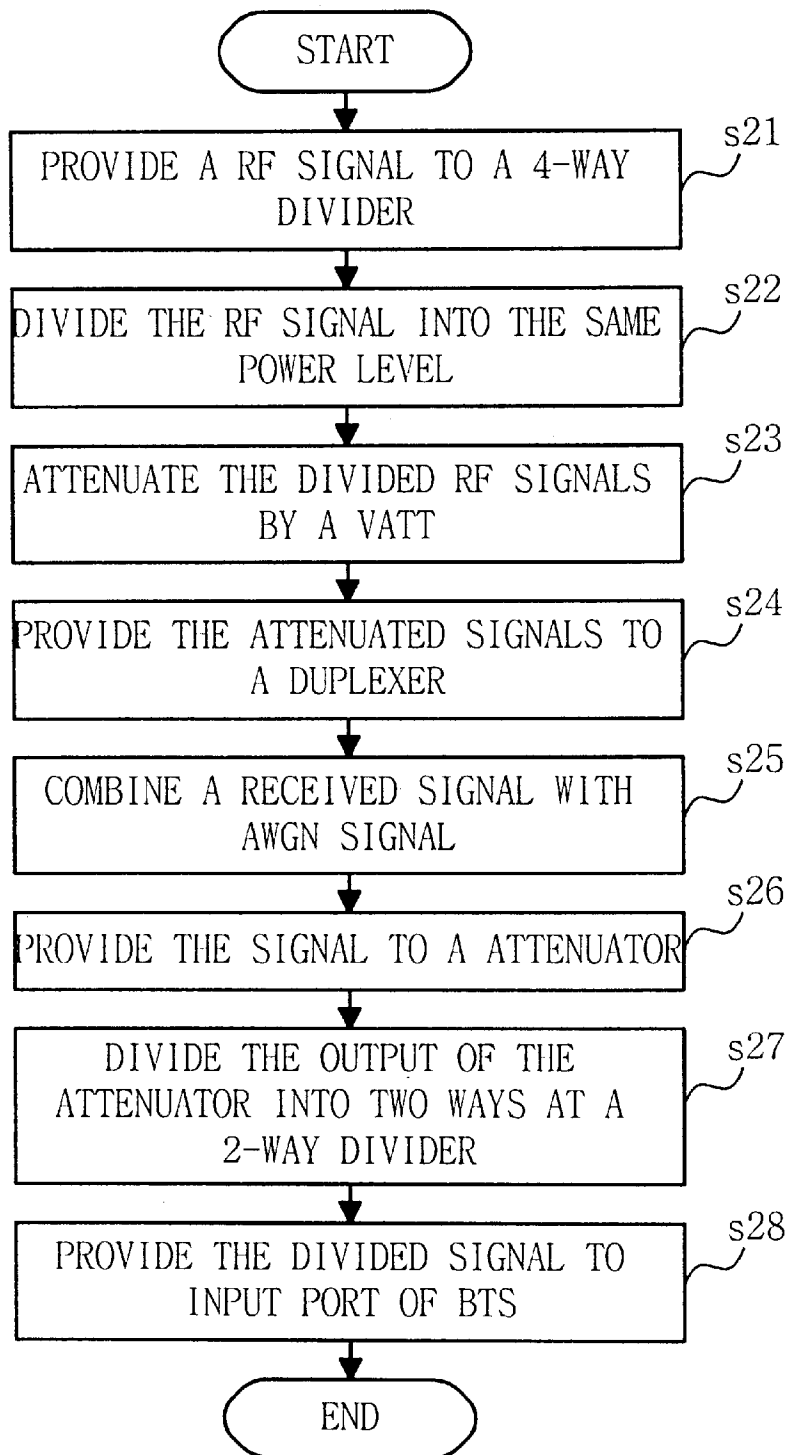 START
s21
PROVIDE A RF SIGNAL TO A 4-WAY
DIVIDER
s22
DIVIDE THE RF SIGNAL INTO THE SAME
POWER LEVEL
s23
ATTENUATE THE DIVIDED RF SIGNALS
BY A VATT
s24
PROVIDE THE ATTENUATED SIGNALS TO
A DUPLEXER
s25
COMBINE A RECEIVED SIGNAL WITH
AWGN SIGNAL
s26
PROVIDE THE SIGNAL TO A ATTENUATOR
s27
DIVIDE THE OUTPUT OF THE
ATTENUATOR INTO TWO WAYS AT A
2-WAY DIVIDER
s28
PROVIDE THE DIVIDED SIGNAL TO
INPUT PORT OF BTS
END